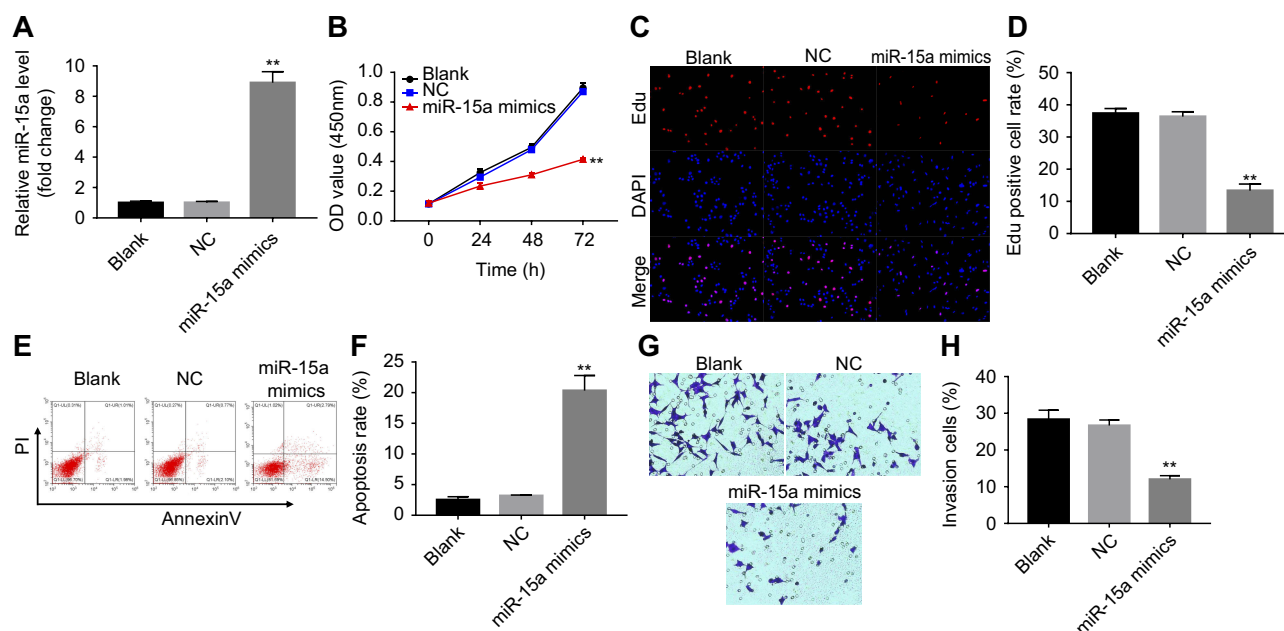 A
Relative miR-15a level
(fold change)
10
8
6
4
2
0
**
Blank
NC
miR-15a mimics
B
OD value (450nm)
1.0
0.8
0.6
0.4
0.2
0.0
Blank
NC
miR-15a mimics
**
0
24
48
72
Time (h)
C
Blank
NC
miR-15a mimics
Edu
DAPI
Merge
D
Edu positive cell rate (%)
50
40
30
20
10
0
**
Blank
NC
miR-15a mimics
E
Blank
NC
miR-15a
mimics
PI
AnnexinV
F
Apoptosis rate (%)
25
20
15
10
5
0
**
Blank
NC
miR-15a mimics
G
Blank
NC
miR-15a mimics
H
Invasion cells (%)
40
30
20
10
0
**
Blank
NC
miR-15a mimics